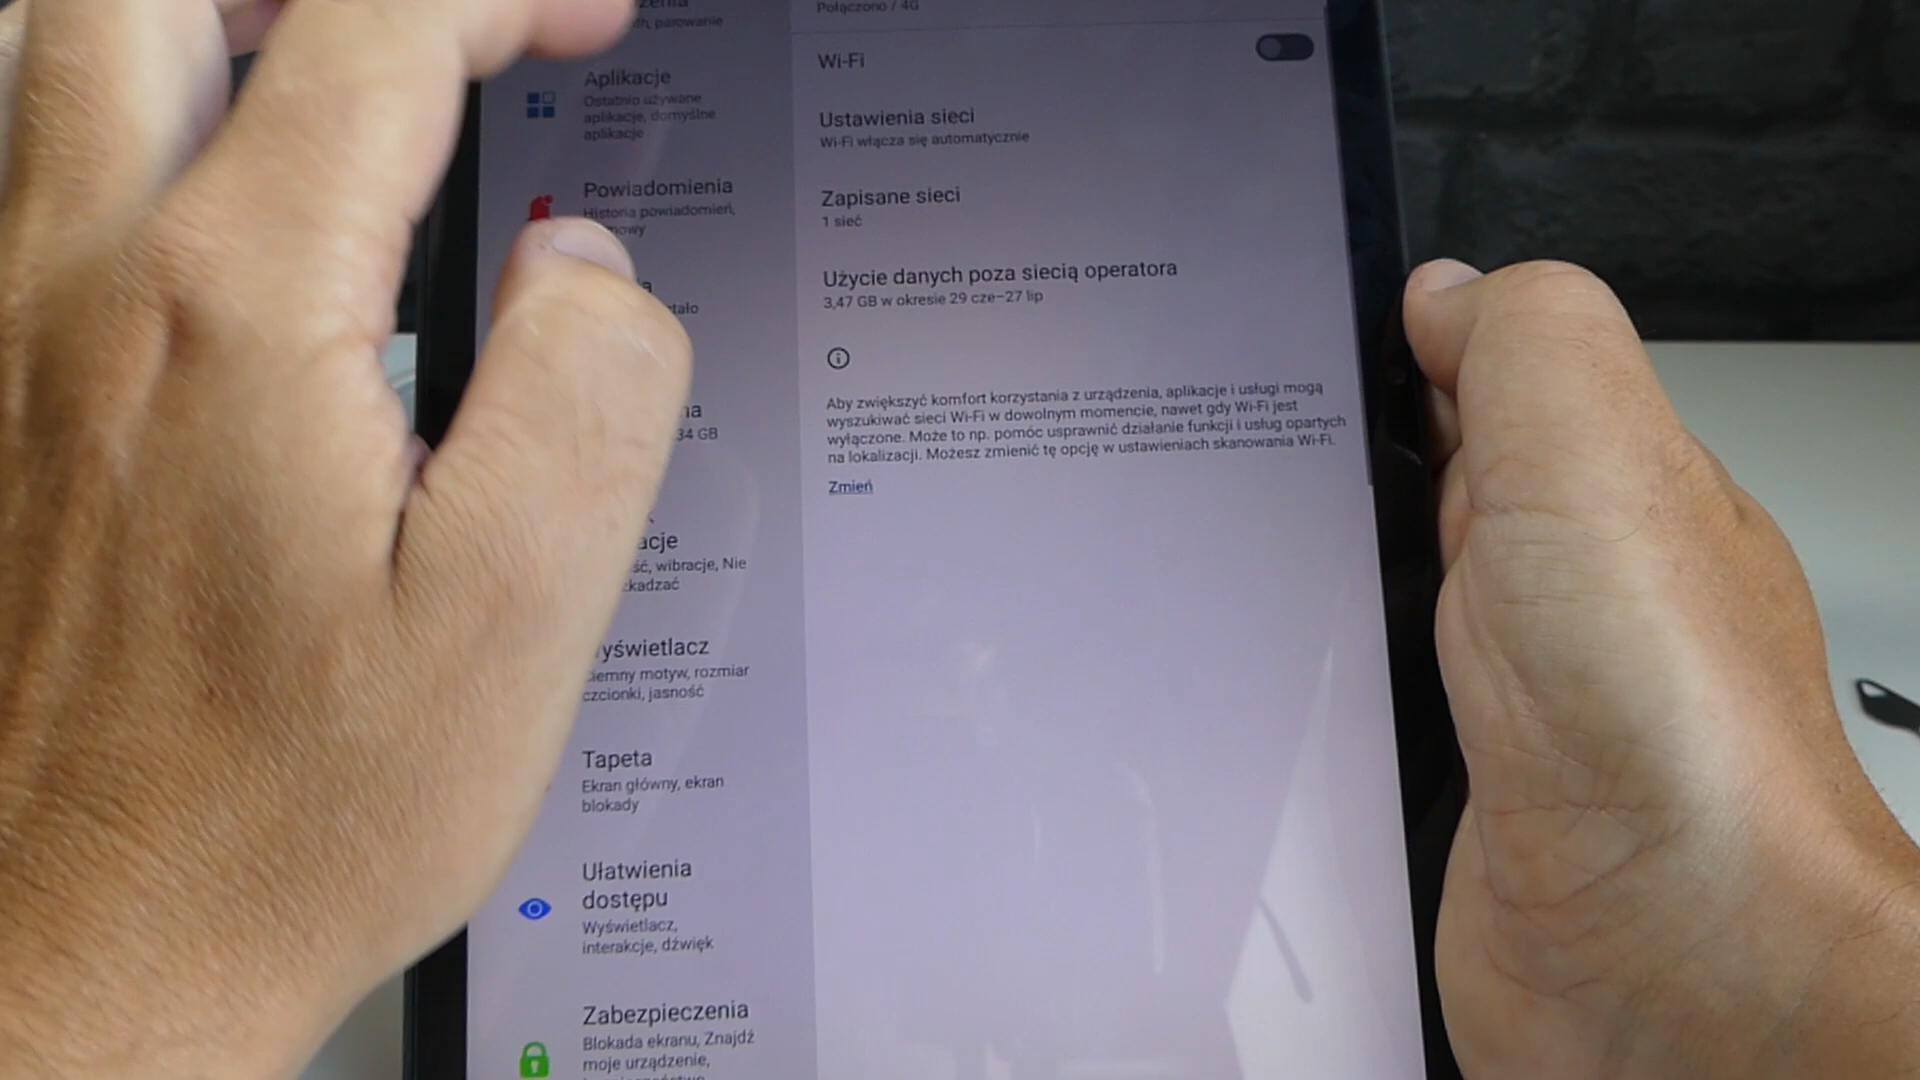 parowanie
Aplikacje
Ostatnio używane
aplikacje, domyślne
aplikacje
Powiadomienia
Historia powiadomień,
34 GB
wibracje, Nie
Ciemny motyw, rozmiar
czcionki, jasność
Tapeta
Ekran główny, ekran
blokady
Ułatwienia
dostępu
Wyświetlacz,
interakcje, dźwięk
Zabezpieczenia
Blokada ekranu, Znajdź
moje urządzenie,
Połączono / 4G
Wi-Fi
Ustawienia sieci
Wi-Fi włącza się automatycznie
Zapisane sieci
1 sieć
Użycie danych poza siecią operatora
3,47 GB w okresie 29 cze–27 lip
Aby zwiększyć komfort korzystania z urządzenia, aplikacje i usługi mogą
wyszukiwać sieci Wi-Fi w dowolnym momencie, nawet gdy Wi-Fi jest
wyłączone. Może to np. pomóc usprawnić działanie funkcji i usług opartych
na lokalizacji. Możesz zmienić tę opcję w ustawieniach skanowania Wi-Fi.
Zmień